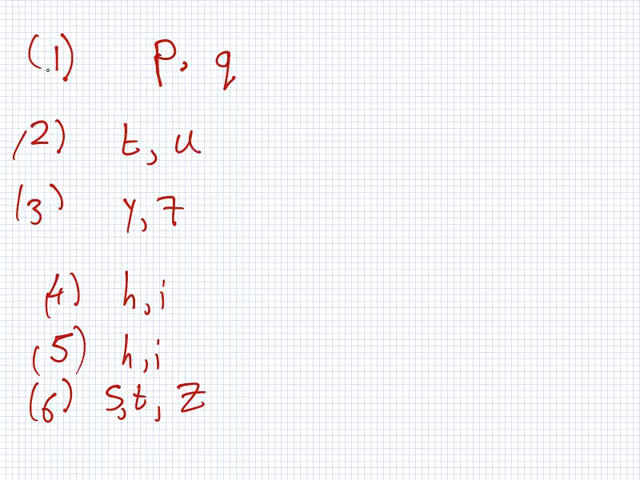 (1) p, q
(2) t, u
(3) y, 7
(4) h, i
(5) h, i
(6) s, t, z